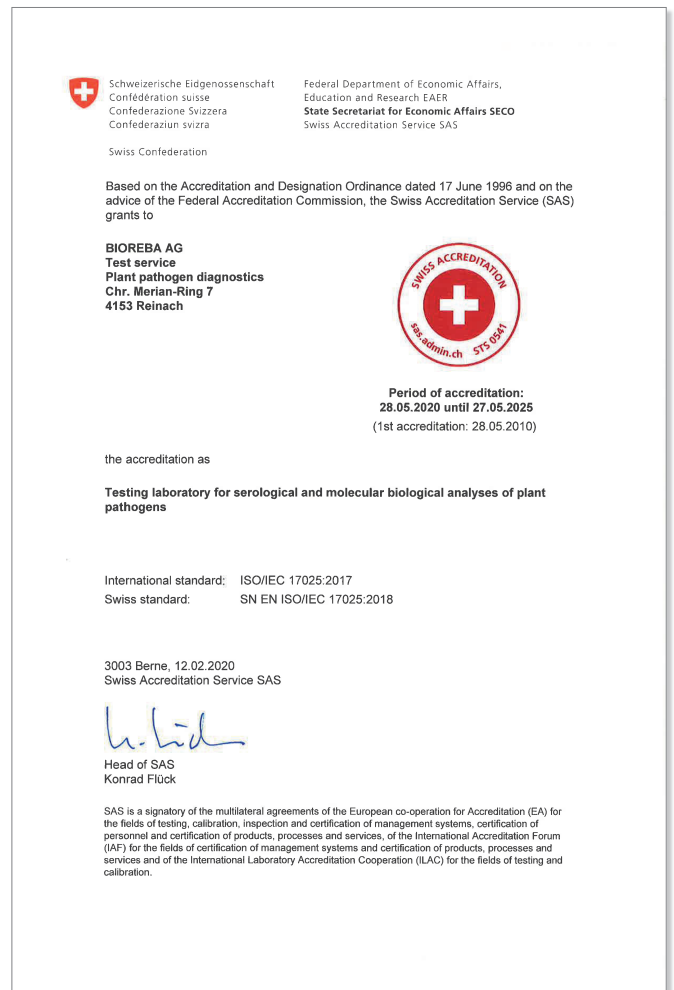 Schweizerische Eidgenossenschaft
Confédération suisse
Confederazione Svizzera
Confederaziun svizra
Swiss Confederation
Federal Department of Economic Affairs,
Education and Research EAER
State Secretariat for Economic Affairs SECO
Swiss Accreditation Service SAS
Based on the Accreditation and Designation Ordinance dated 17 June 1996 and on the
advice of the Federal Accreditation Commission, the Swiss Accreditation Service (SAS)
grants to
BIOREBA AG
Test service
Plant pathogen diagnostics
Chr. Merian-Ring 7
4153 Reinach
SWISS ACCREDITATION
sas.admin.ch STS 0541
Period of accreditation:
28.05.2020 until 27.05.2025
(1st accreditation: 28.05.2010)
the accreditation as
Testing laboratory for serological and molecular biological analyses of plant
pathogens
International standard: ISO/IEC 17025:2017
Swiss standard: SN EN ISO/IEC 17025:2018
3003 Berne, 12.02.2020
Swiss Accreditation Service SAS
Head of SAS
Konrad Flück
SAS is a signatory of the multilateral agreements of the European co-operation for Accreditation (EA) for
the fields of testing, calibration, inspection and certification of management systems, certification of
personnel and certification of products, processes and services, of the International Accreditation Forum
(IAF) for the fields of certification of management systems and certification of products, processes and
services and of the International Laboratory Accreditation Cooperation (ILAC) for the fields of testing and
calibration.